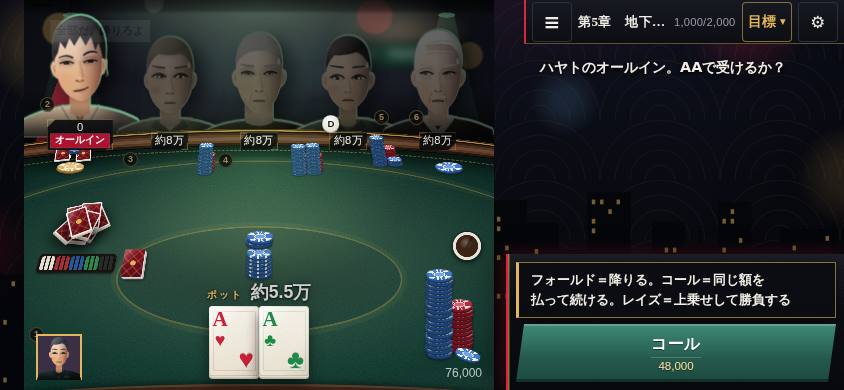 2
0
オールイン
約8万
約8万
約8万
約8万
D
5
6
3
4
ポット 約5.5万
A A
1
76,000
☰ 第5章 地下… 1,000/2,000 目標▼ ⚙
ハヤトのオールイン。AAで受けるか？
フォールド＝降りる。コール＝同じ額を
払って続ける。レイズ＝上乗せして勝負する
コール
48,000